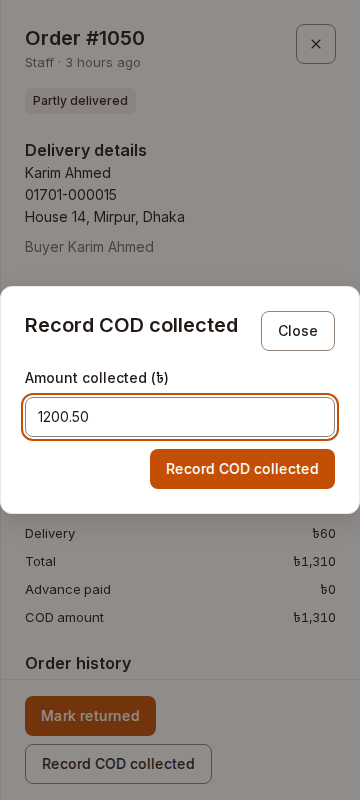 Order #1050
Staff · 3 hours ago
Partly delivered
Delivery details
Karim Ahmed
01701-000015
House 14, Mirpur, Dhaka
Buyer Karim Ahmed
Record COD collected
Close
Amount collected (৳)
1200.50
Record COD collected
Delivery ৳60
Total ৳1,310
Advance paid ৳0
COD amount ৳1,310
Order history
Mark returned
Record COD collected